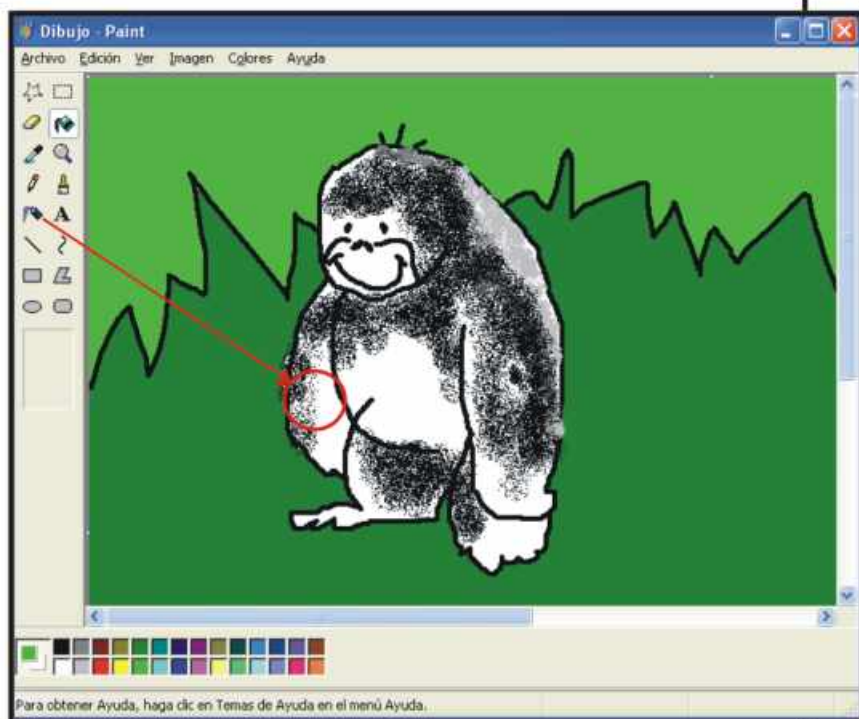 Dibujo - Paint
Archivo Edición Ver Imagen Colores Ayuda
A
Para obtener Ayuda, haga clic en Temas de Ayuda en el menú Ayuda.